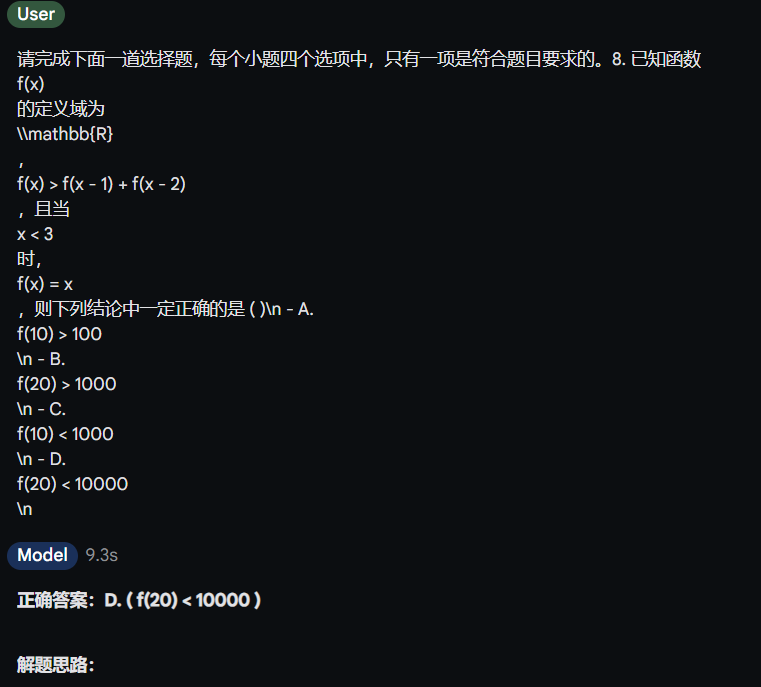 User
请完成下面一道选择题，每个小题四个选项中，只有一项是符合题目要求的。8. 已知函数
f(x)
的定义域为
\\mathbb{R}
，
f(x) > f(x - 1) + f(x - 2)
，且当
x < 3
时，
f(x) = x
，则下列结论中一定正确的是 ( )\n - A.
f(10) > 100
\n - B.
f(20) > 1000
\n - C.
f(10) < 1000
\n - D.
f(20) < 10000
\n
Model 9.3s
正确答案：D. ( f(20) < 10000 )
解题思路：